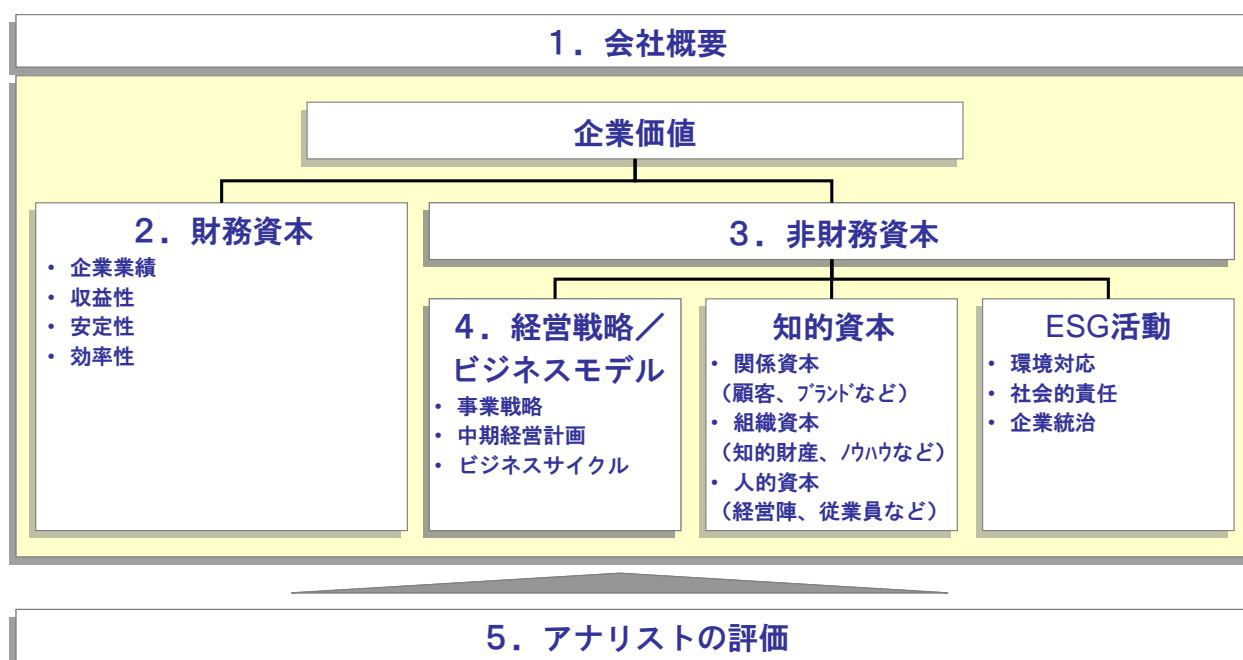 １．会社概要
企業価値
２．財務資本
・ 企業業績
・ 収益性
・ 安定性
・ 効率性
３．非財務資本
４．経営戦略／
ビジネスモデル
・ 事業戦略
・ 中期経営計画
・ ビジネスサイクル
知的資本
・ 関係資本
（顧客、ﾌﾞﾗﾝﾄﾞなど）
・ 組織資本
（知的財産、ﾉｳﾊｳなど）
・ 人的資本
（経営陣、従業員など）
ESG活動
・ 環境対応
・ 社会的責任
・ 企業統治
５．アナリストの評価